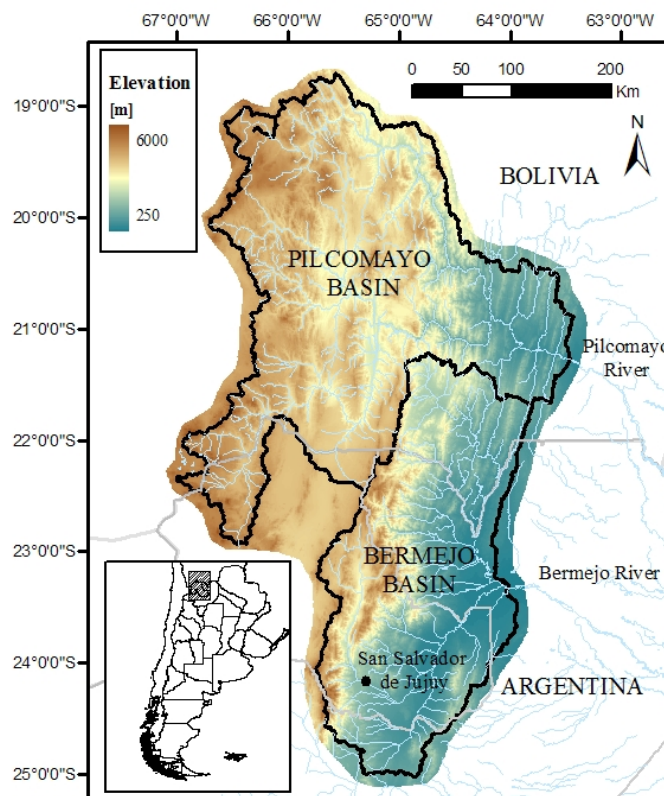 67°0'0"W 66°0'0"W 65°0'0"W 64°0'0"W 63°0'0"W
Elevation
[m]
6000
250
0 50 100 200
Km
N
19°0'0"S
BOLIVIA
20°0'0"S
PILCOMAYO
BASIN
21°0'0"S
Pilcomayo
River
22°0'0"S
23°0'0"S
BERMEJO
BASIN
Bermejo River
24°0'0"S
San Salvador
de Jujuy
ARGENTINA
25°0'0"S